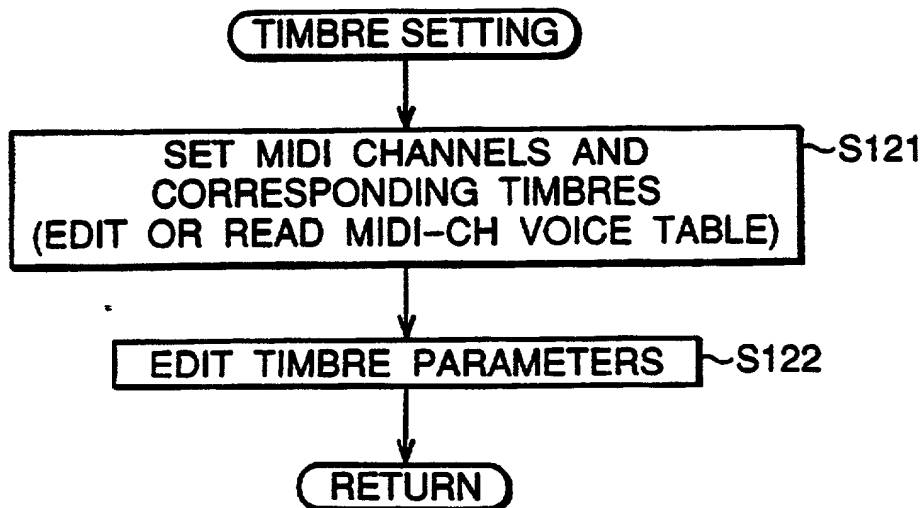 TIMBRE SETTING
SET MIDI CHANNELS AND
CORRESPONDING TIMBRES
(EDIT OR READ MIDI-CH VOICE TABLE)
~S121
EDIT TIMBRE PARAMETERS
~S122
RETURN